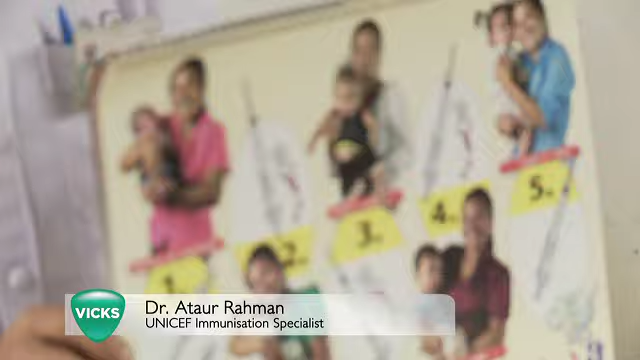 1.
2.
3.
4.
5.
VICKS
Dr. Ataur Rahman
UNICEF Immunisation Specialist